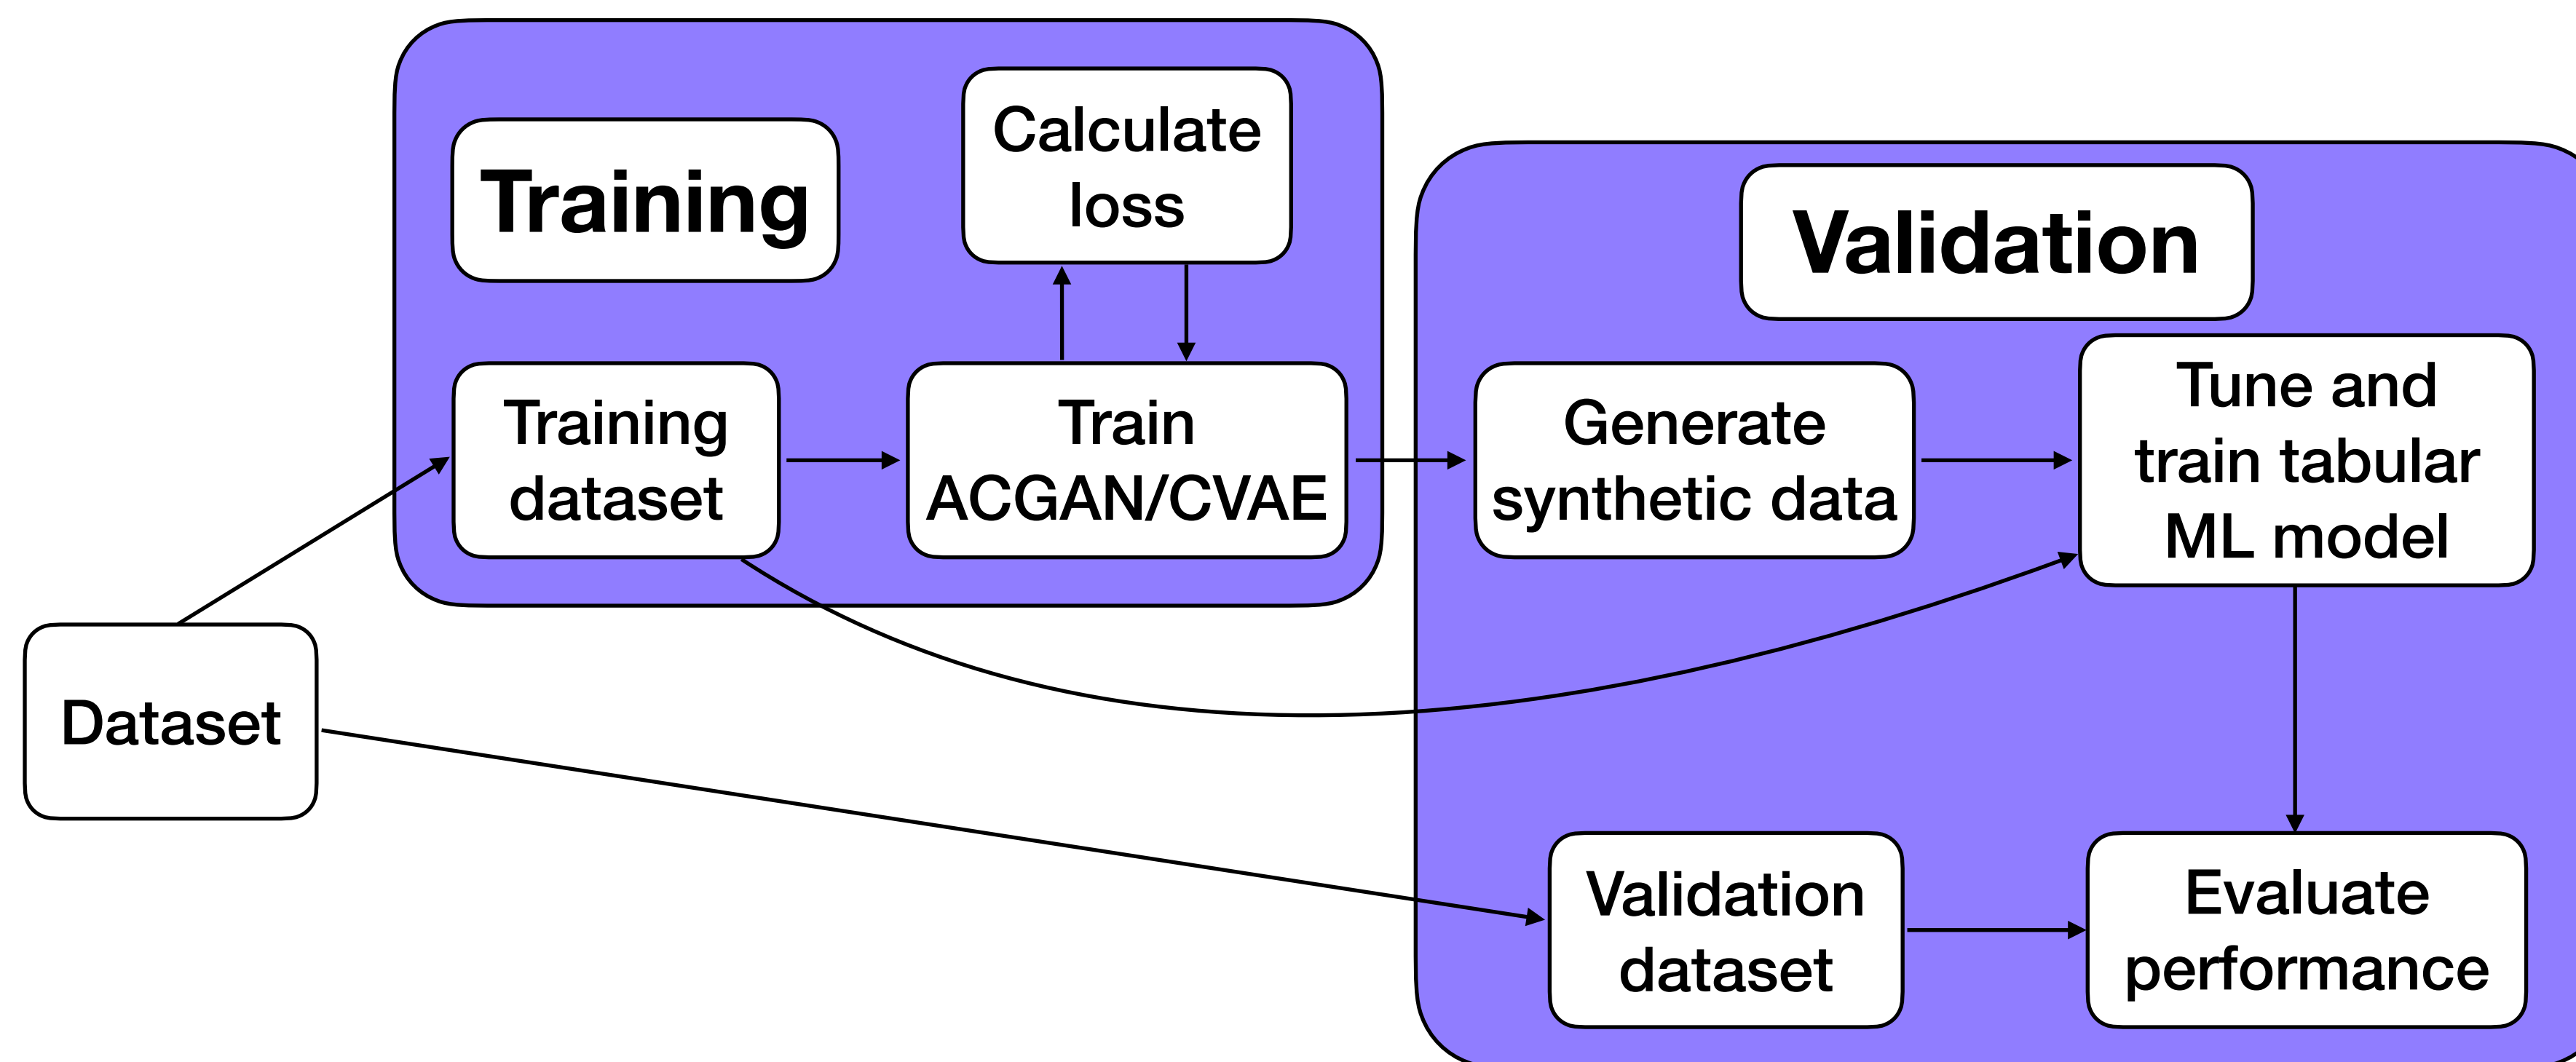 Training
Calculate
loss
Training
dataset
Train
ACGAN/CVAE
Dataset
Validation
Generate
synthetic data
Tune and
train tabular
ML model
Validation
dataset
Evaluate
performance